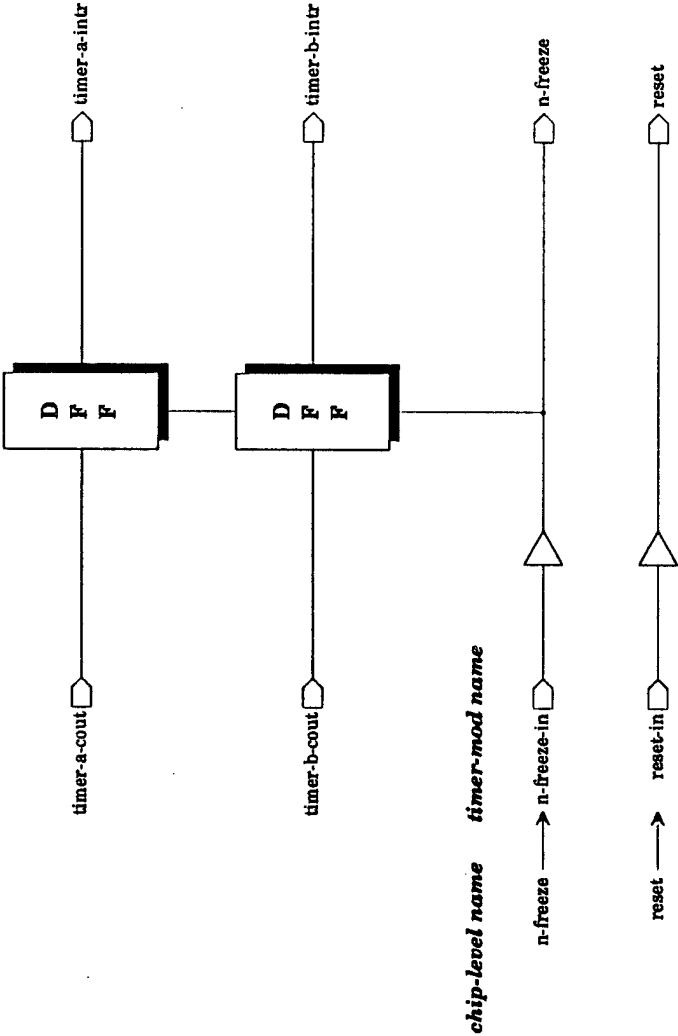 timer-a-cout
D
F
F
timer-a-intr
timer-b-cout
D
F
F
timer-b-intr
chip-level name timer-mod name
n-freeze n-freeze-in
n-freeze
reset reset-in
reset